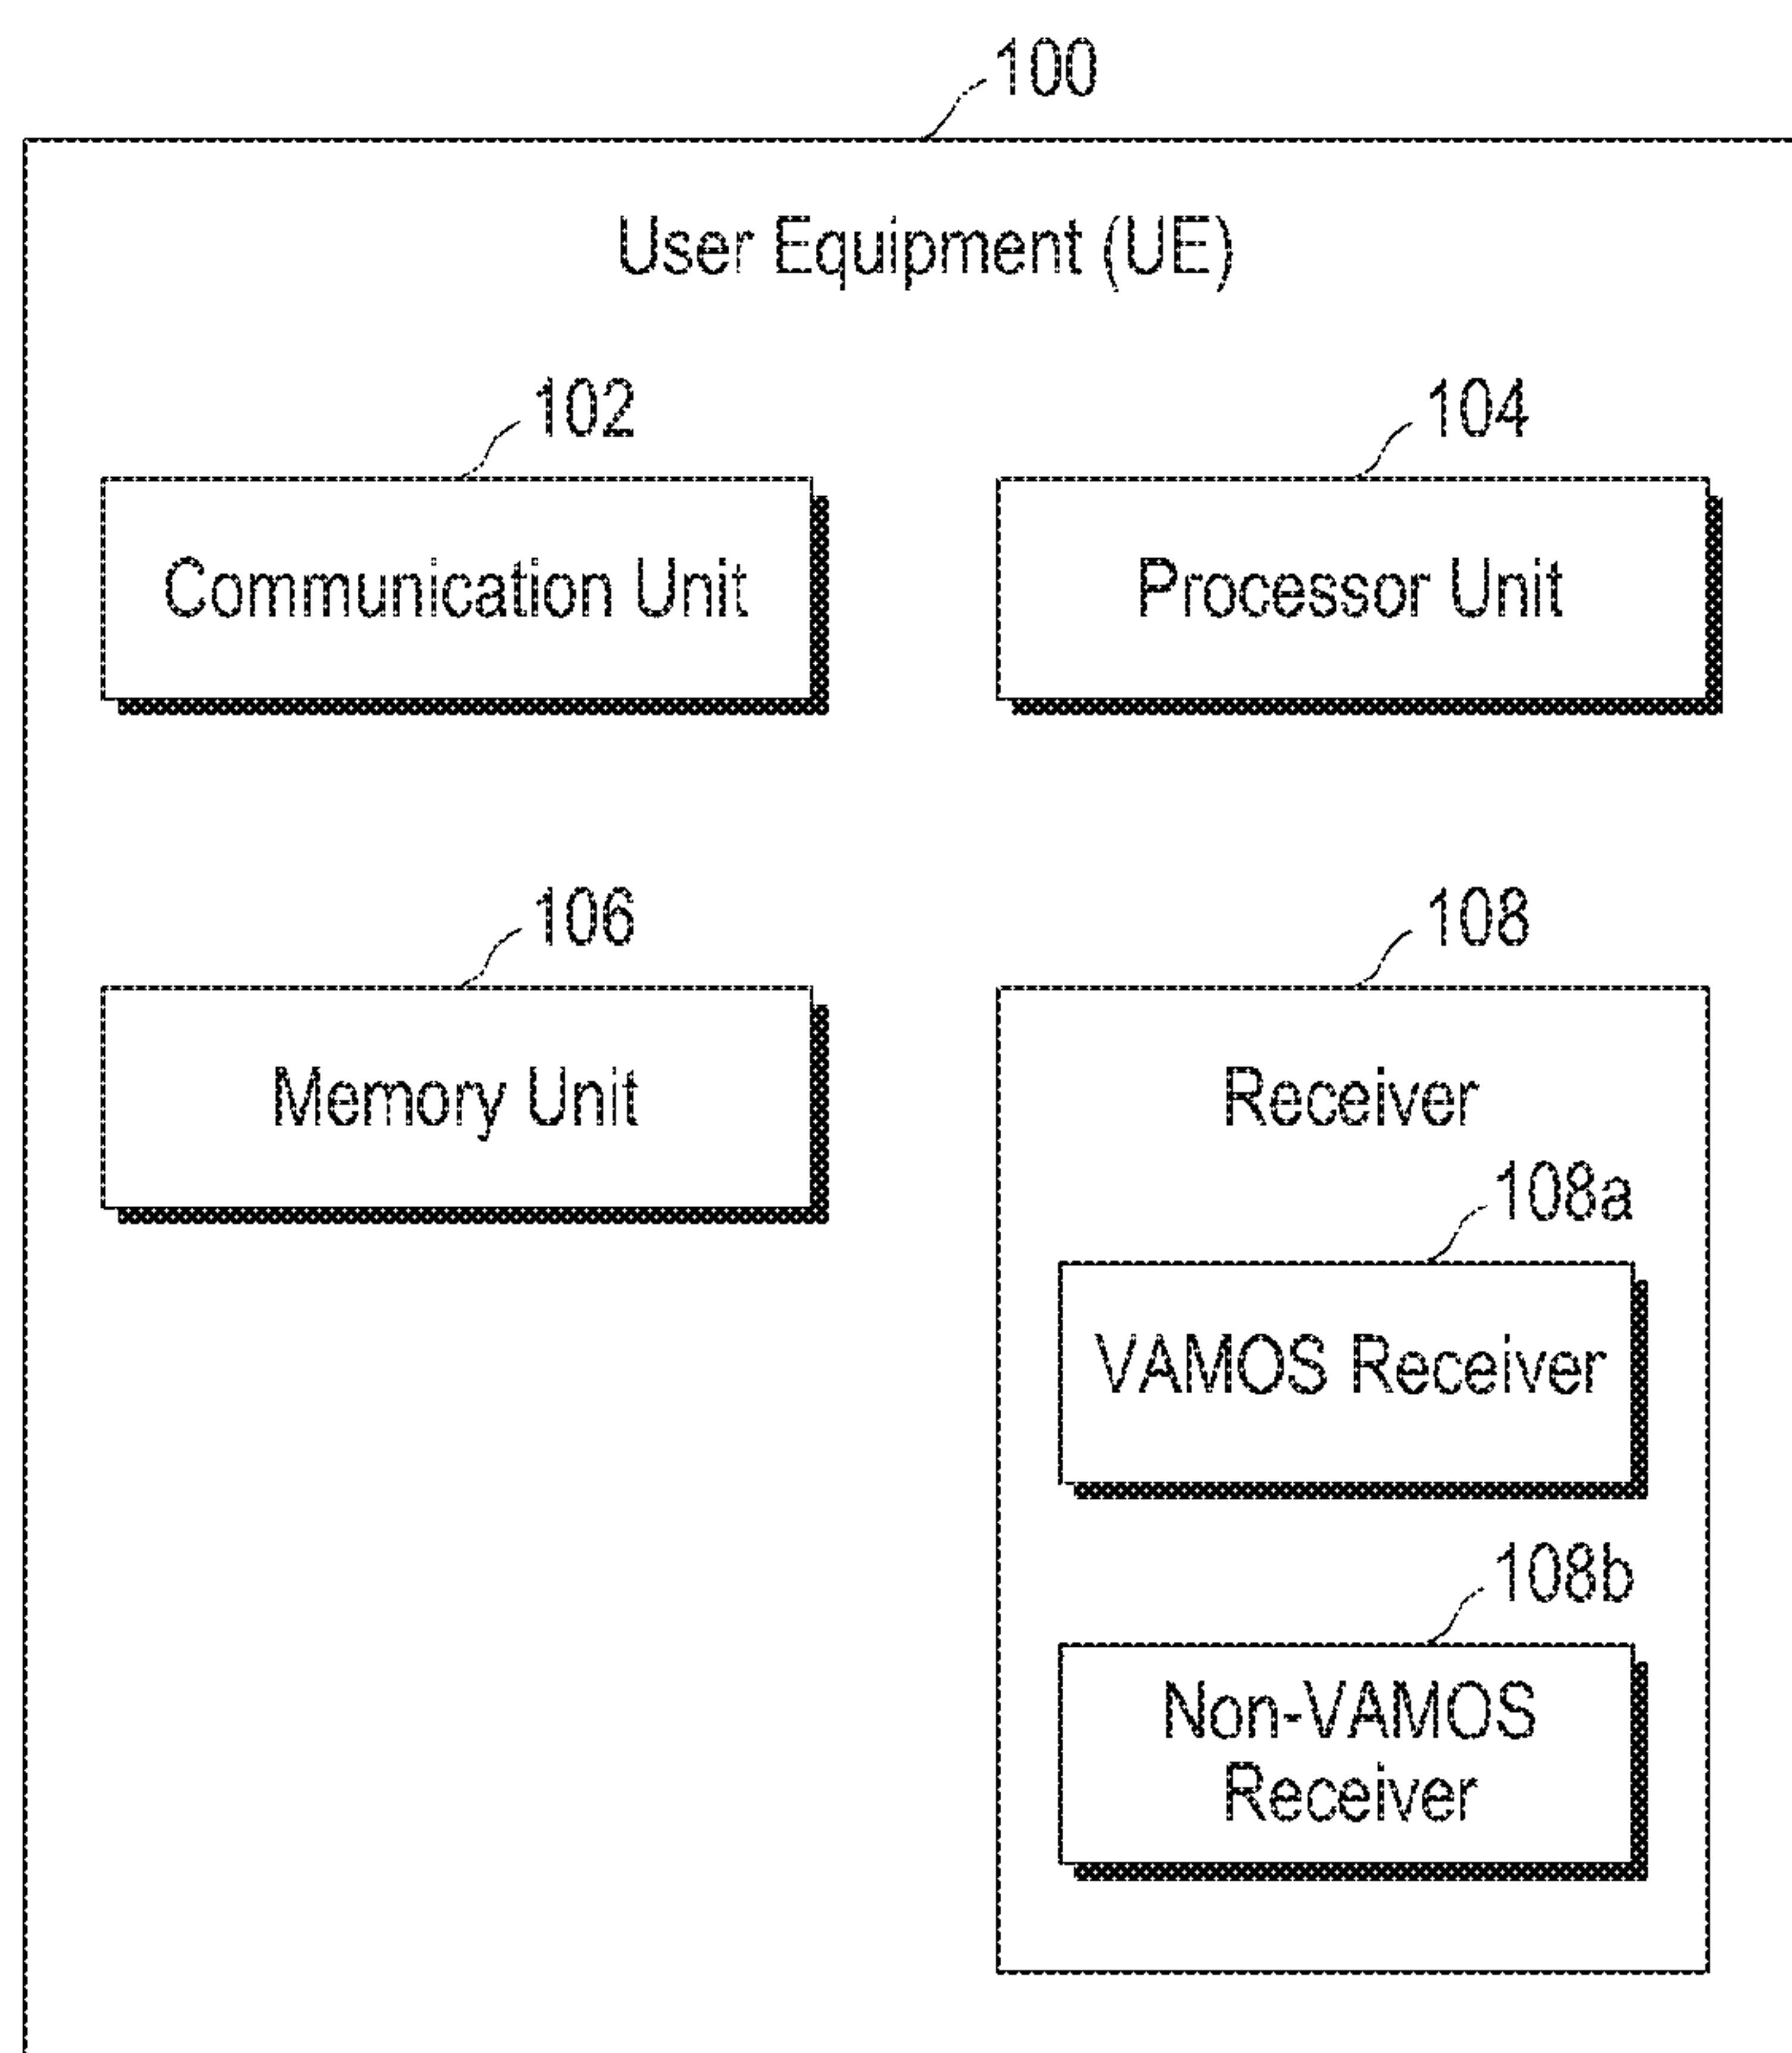 100
User Equipment (UE)
102
104
Communication Unit
Processor Unit
106
108
Memory Unit
Receiver
108a
VAMOS Receiver
108b
Non-VAMOS
Receiver